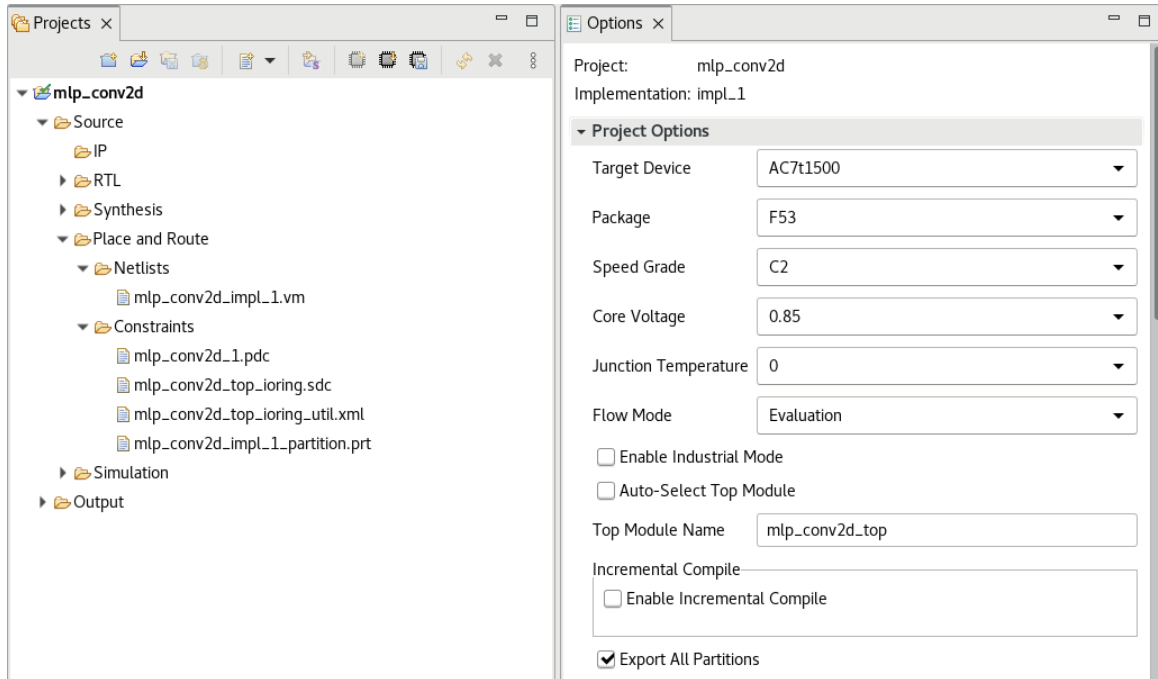 Projects
mlp_conv2d
Source
IP
RTL
Synthesis
Place and Route
Netlists
mlp_conv2d_impl_1.vm
Constraints
mlp_conv2d_1.pdc
mlp_conv2d_top_ioring.sdc
mlp_conv2d_top_ioring_util.xml
mlp_conv2d_impl_1_partition.prt
Simulation
Output
Options
Project: mlp_conv2d
Implementation: impl_1
Project Options
Target Device AC7t1500
Package F53
Speed Grade C2
Core Voltage 0.85
Junction Temperature 0
Flow Mode Evaluation
Enable Industrial Mode
Auto-Select Top Module
Top Module Name mlp_conv2d_top
Incremental Compile
Enable Incremental Compile
Export All Partitions